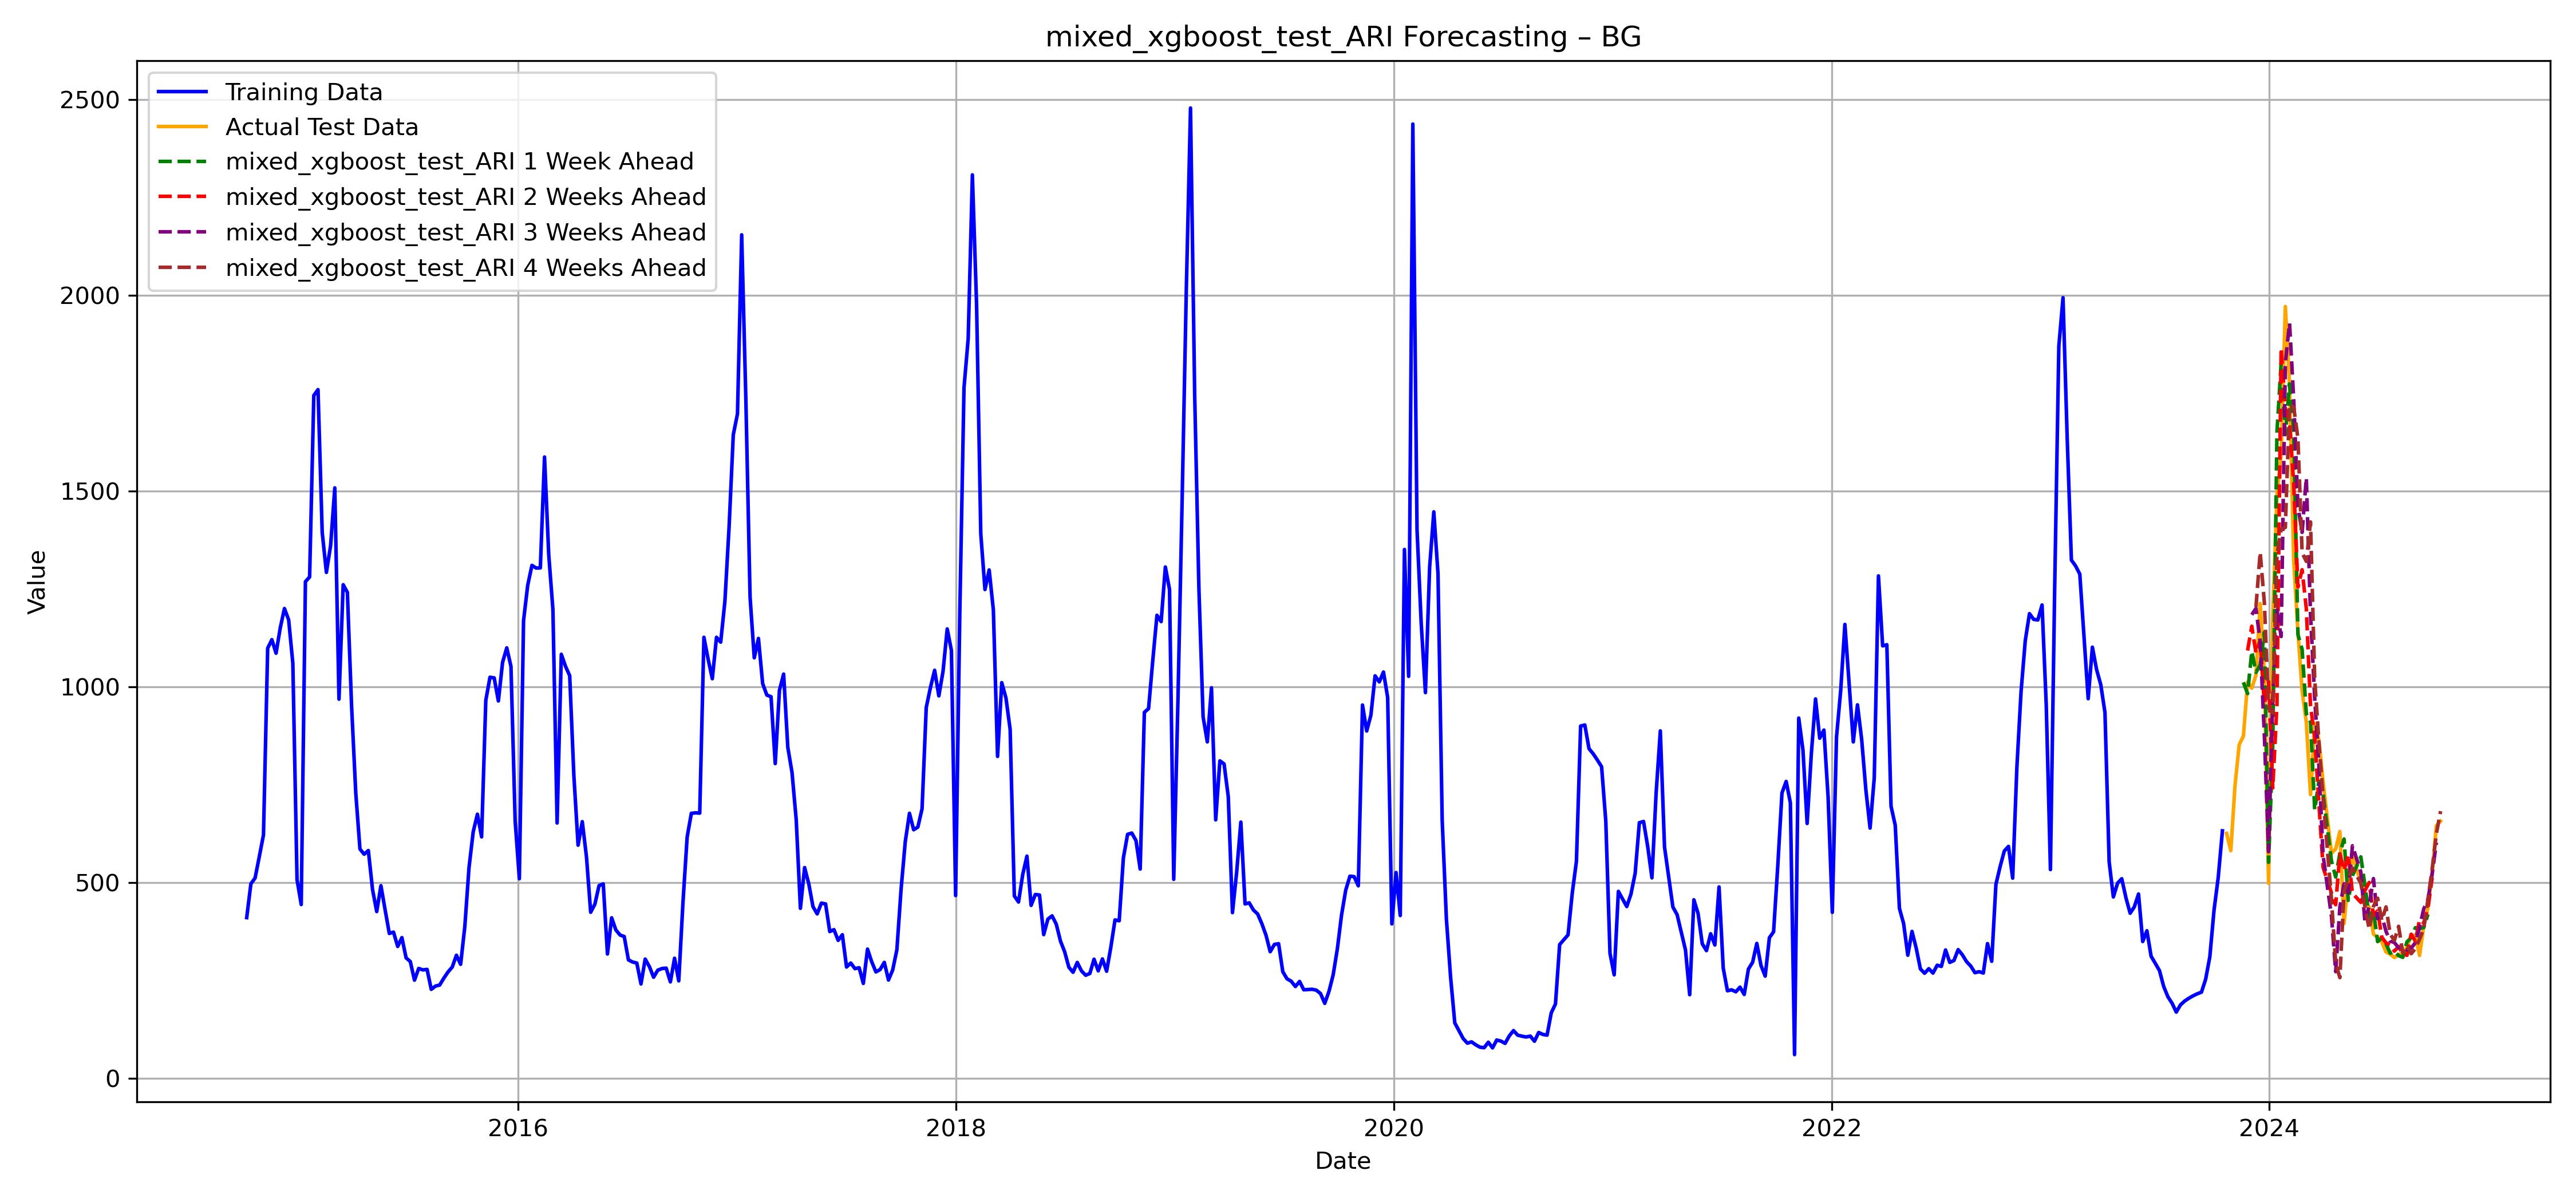 mixed_xgboost_test_ARI Forecasting – BG
Training Data
Actual Test Data
mixed_xgboost_test_ARI 1 Week Ahead
mixed_xgboost_test_ARI 2 Weeks Ahead
mixed_xgboost_test_ARI 3 Weeks Ahead
mixed_xgboost_test_ARI 4 Weeks Ahead
2500
2000
1500
1000
500
0
Value
2016
2018
2020
2022
2024
Date